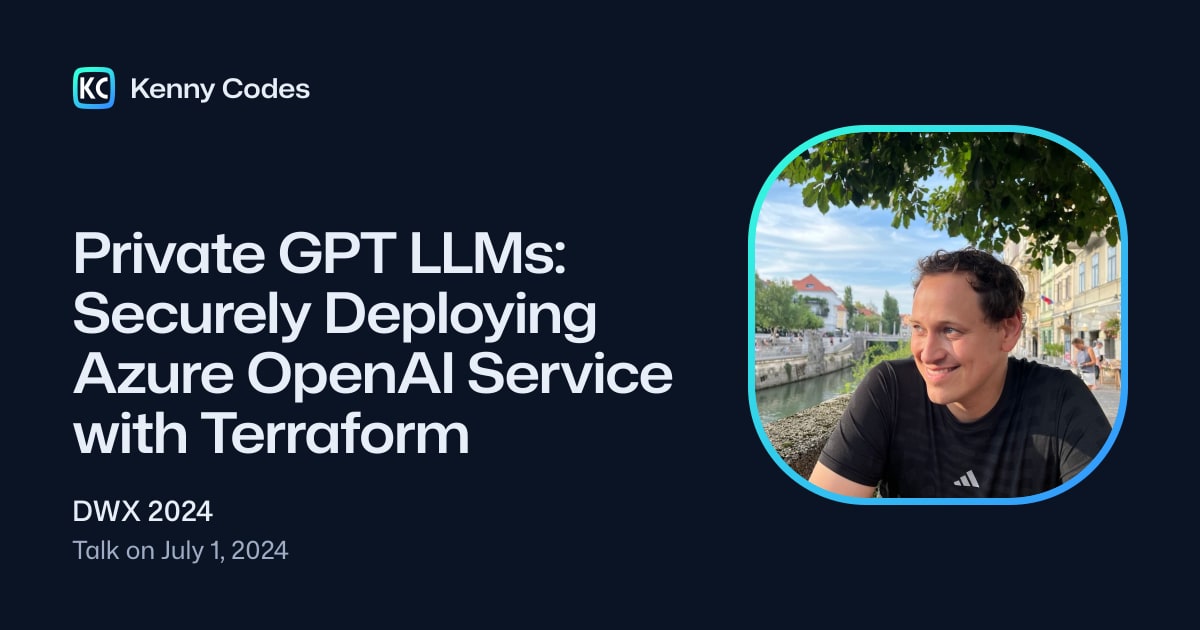 KC Kenny Codes
Private GPT LLMs:
Securely Deploying
Azure OpenAI Service
with Terraform
DWX 2024
Talk on July 1, 2024